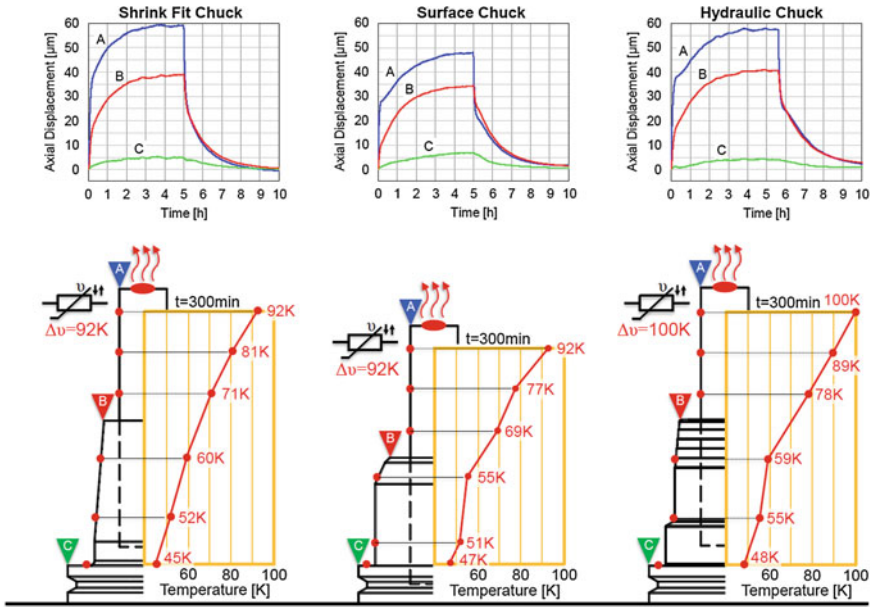 Shrink Fit Chuck
Axial Displacement [µm]
60
50
40
30
20
10
0
A
B
C
0 1 2 3 4 5 6 7 8 9 10
Time [h]
Surface Chuck
Axial Displacement [µm]
60
50
40
30
20
10
0
A
B
C
0 1 2 3 4 5 6 7 8 9 10
Time [h]
Hydraulic Chuck
Axial Displacement [µm]
60
50
40
30
20
10
0
A
B
C
0 1 2 3 4 5 6 7 8 9 10
Time [h]
A
υ
Δυ=92K
t=300min
92K
81K
71K
B
60K
52K
C
45K
60 80 100
Temperature [K]
A
υ
Δυ=92K
t=300min
92K
77K
69K
B
55K
51K
C
47K
60 80 100
Temperature [K]
A
υ
Δυ=100K
t=300min
100K
89K
78K
B
59K
55K
C
48K
60 80 100
Temperature [K]